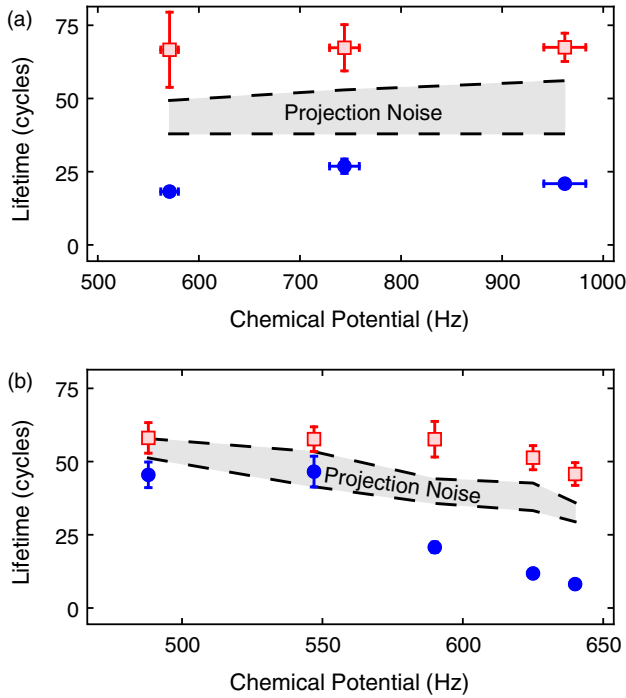 (a)
75
50
25
0
Lifetime (cycles)
Projection Noise
500 600 700 800 900 1000
Chemical Potential (Hz)
(b)
75
50
25
0
Lifetime (cycles)
Projection Noise
500 550 600 650
Chemical Potential (Hz)